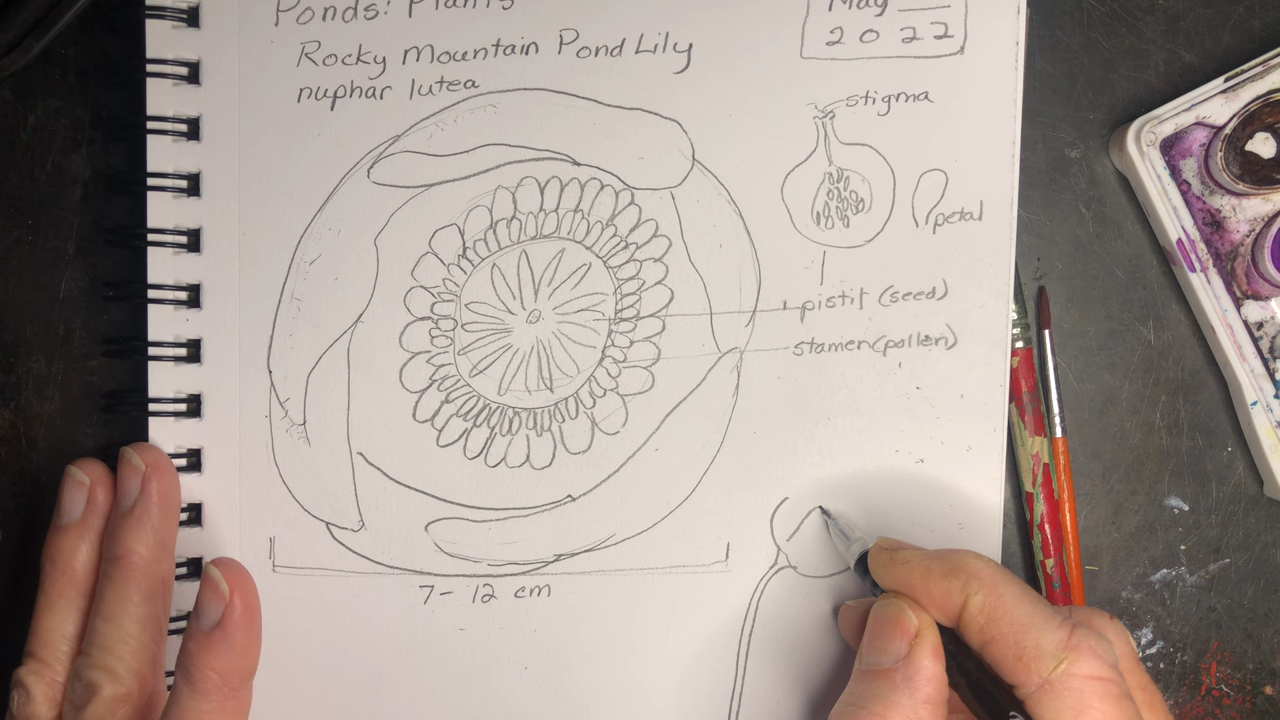 Ponds: Plants
Rocky Mountain Pond Lily
nuphar lutea
May
2022
stigma
petal
pistil (seed)
stamen (pollen)
7-12 cm